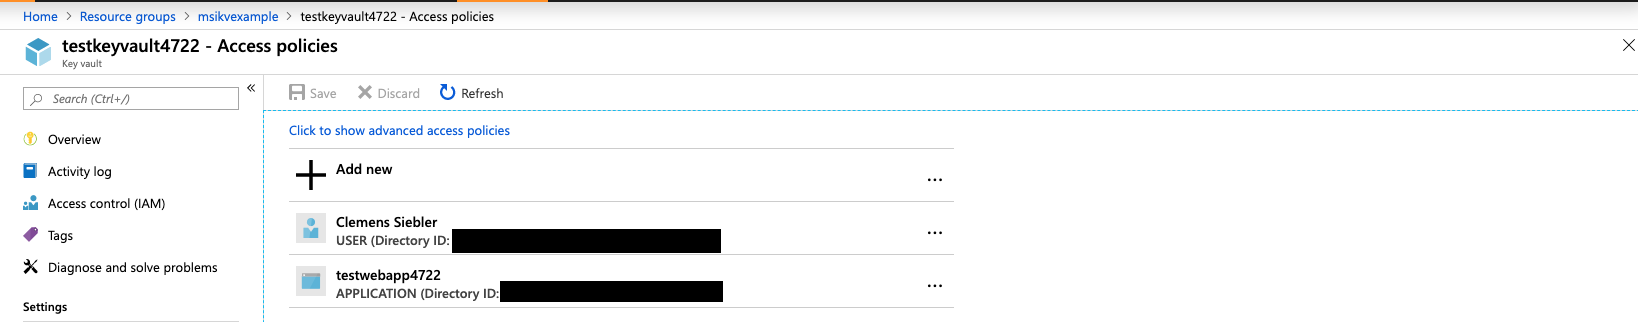 Home > Resource groups > msikvexample > testkeyvault4722 - Access policies
testkeyvault4722 - Access policies
Key vault
Search (Ctrl+/)
«
Overview
Activity log
Access control (IAM)
Tags
Diagnose and solve problems
Settings
Save Discard Refresh
Click to show advanced access policies
Add new
...
Clemens Siebler
USER (Directory ID:
...
testwebapp4722
APPLICATION (Directory ID:
...